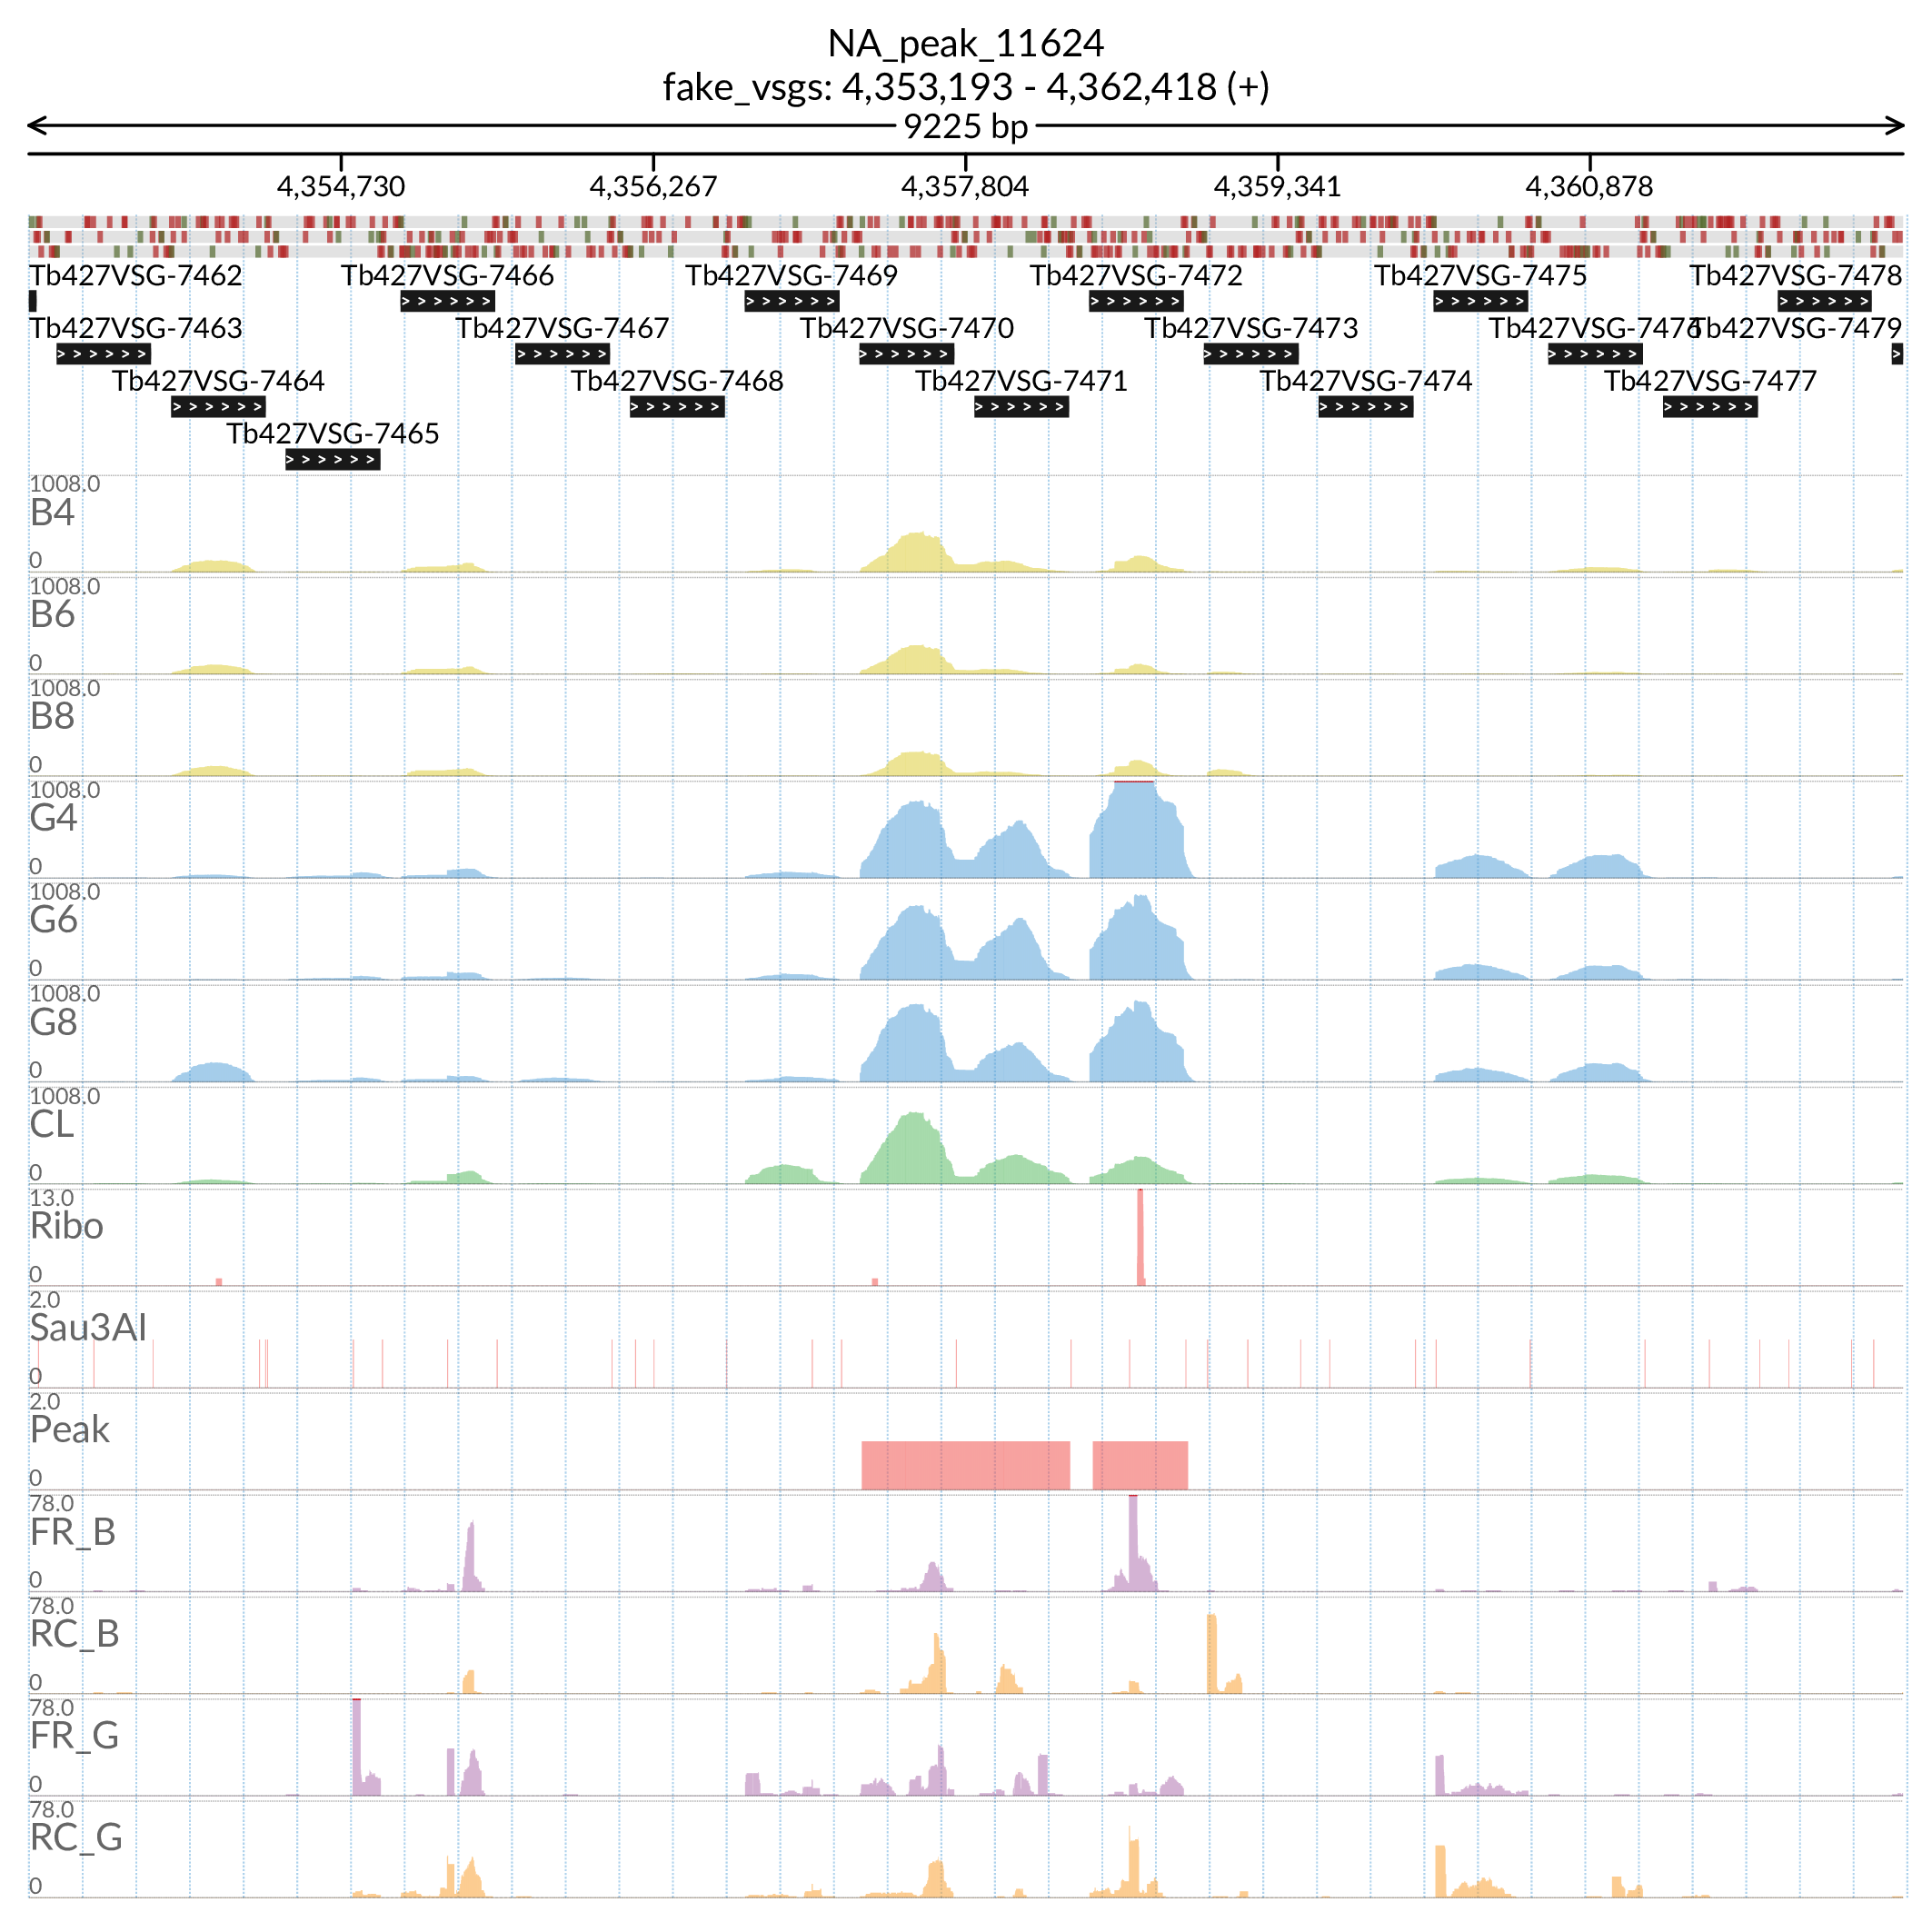 NA_peak_11624
fake_vsgs: 4,353,193 - 4,362,418 (+)
9225 bp
4,354,730 4,356,267 4,357,804 4,359,341 4,360,878
Tb427VSG-7462 Tb427VSG-7466 Tb427VSG-7469 Tb427VSG-7472 Tb427VSG-7475 Tb427VSG-7478
Tb427VSG-7463 Tb427VSG-7467 Tb427VSG-7470 Tb427VSG-7473 Tb427VSG-7476 Tb427VSG-7479
Tb427VSG-7464 Tb427VSG-7468 Tb427VSG-7471 Tb427VSG-7474 Tb427VSG-7477
Tb427VSG-7465
1008.0
B4
0
1008.0
B6
0
1008.0
B8
0
1008.0
G4
0
1008.0
G6
0
1008.0
G8
0
1008.0
CL
0
13.0
Ribo
0
2.0
Sau3AI
0
2.0
Peak
0
78.0
FR_B
0
78.0
RC_B
0
78.0
FR_G
0
78.0
RC_G
0